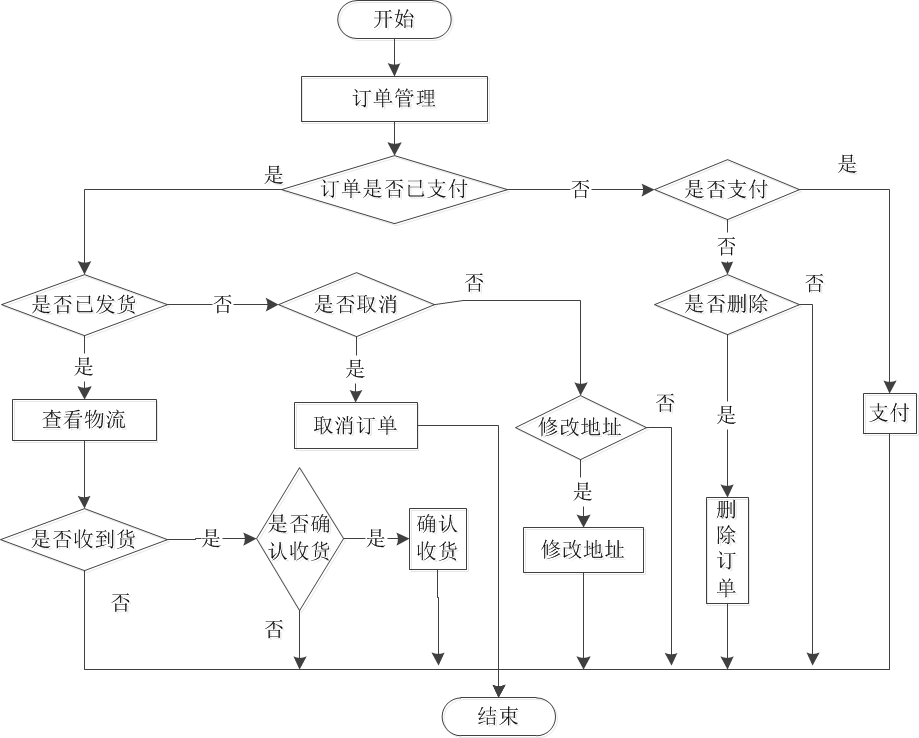 开始
订单管理
是
订单是否已支付
否
是否支付
是
否
是否已发货
否
是否取消
否
是否删除
否
是
是
查看物流
取消订单
修改地址
否
是
支付
是
是否收到货
是
是否确
认收货
是
确认
收货
修改地址
删
除
订
单
否
否
结束